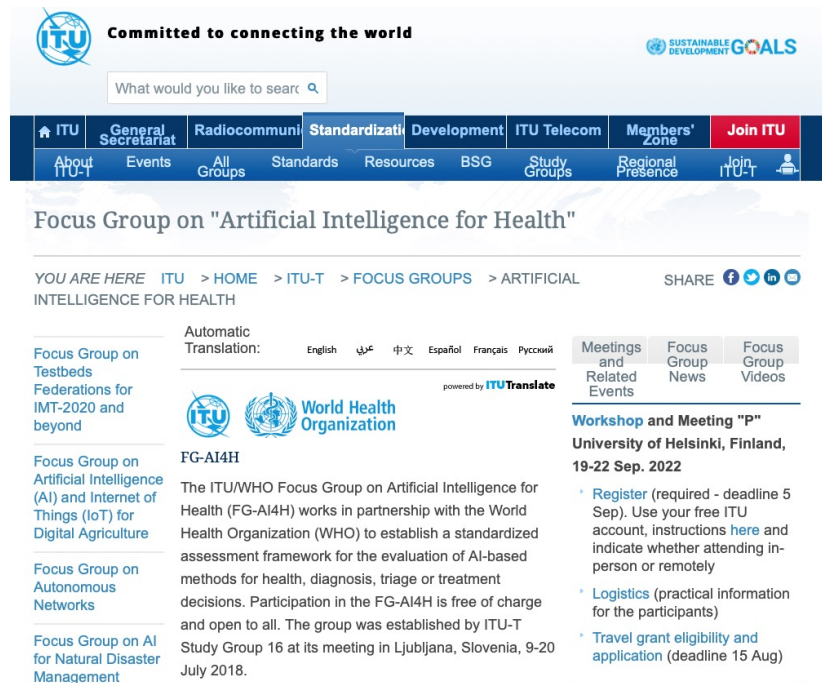 ITU
Committed to connecting the world
SUSTAINABLE
DEVELOPMENT GOALS
What would you like to searc
ITU
General
Secretariat
Radiocommuni
Standardizati
Development
ITU Telecom
Members'
Zone
Join ITU
About
ITU-T
Events
All
Groups
Standards
Resources
BSG
Study
Groups
Regional
Presence
Join
ITU-T
Focus Group on "Artificial Intelligence for Health"
YOU ARE HERE ITU > HOME > ITU-T > FOCUS GROUPS > ARTIFICIAL
INTELLIGENCE FOR HEALTH
SHARE
Focus Group on
Testbeds
Federations for
IMT-2020 and
beyond
Focus Group on
Artificial Intelligence
(AI) and Internet of
Things (IoT) for
Digital Agriculture
Focus Group on
Autonomous
Networks
Focus Group on AI
for Natural Disaster
Management
Automatic
Translation:
English عربي 中文 Español Français Русский
powered by ITUTranslate
ITU
World Health
Organization
FG-AI4H
The ITU/WHO Focus Group on Artificial Intelligence for
Health (FG-AI4H) works in partnership with the World
Health Organization (WHO) to establish a standardized
assessment framework for the evaluation of AI-based
methods for health, diagnosis, triage or treatment
decisions. Participation in the FG-AI4H is free of charge
and open to all. The group was established by ITU-T
Study Group 16 at its meeting in Ljubljana, Slovenia, 9-20
July 2018.
Meetings
and
Related
Events
Focus
Group
News
Focus
Group
Videos
Workshop and Meeting "P"
University of Helsinki, Finland,
19-22 Sep. 2022
Register (required - deadline 5
Sep). Use your free ITU
account, instructions here and
indicate whether attending in-
person or remotely
Logistics (practical information
for the participants)
Travel grant eligibility and
application (deadline 15 Aug)